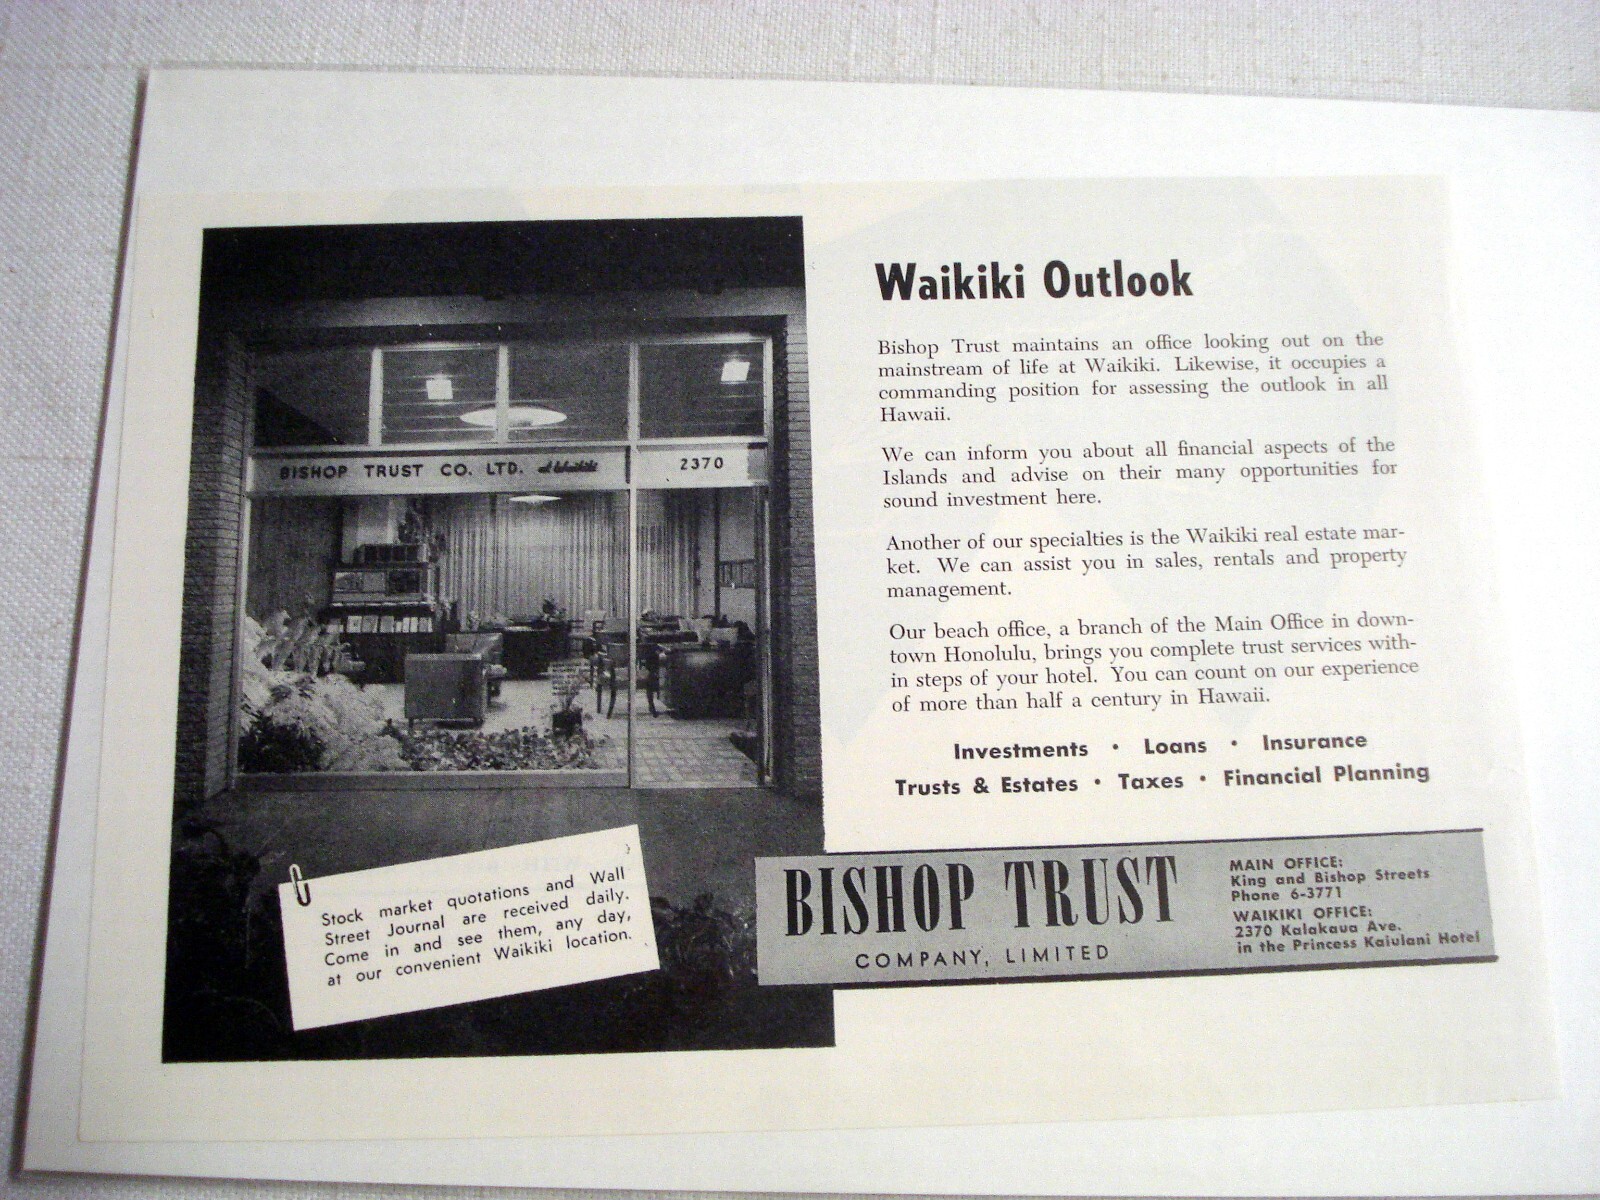 BISHOP TRUST CO. LTD. at Waikiki 2370
Stock market quotations and Wall
Street Journal are received daily.
Come in and see them, any day,
at our convenient Waikiki location.
Waikiki Outlook
Bishop Trust maintains an office looking out on the
mainstream of life at Waikiki. Likewise, it occupies a
commanding position for assessing the outlook in all
Hawaii.
We can inform you about all financial aspects of the
Islands and advise on their many opportunities for
sound investment here.
Another of our specialties is the Waikiki real estate mar-
ket. We can assist you in sales, rentals and property
management.
Our beach office, a branch of the Main Office in down-
town Honolulu, brings you complete trust services with-
in steps of your hotel. You can count on our experience
of more than half a century in Hawaii.
Investments • Loans • Insurance
Trusts & Estates • Taxes • Financial Planning
BISHOP TRUST
COMPANY, LIMITED
MAIN OFFICE:
King and Bishop Streets
Phone 6-3771
WAIKIKI OFFICE:
2370 Kalakaua Ave.
in the Princess Kaiulani Hotel